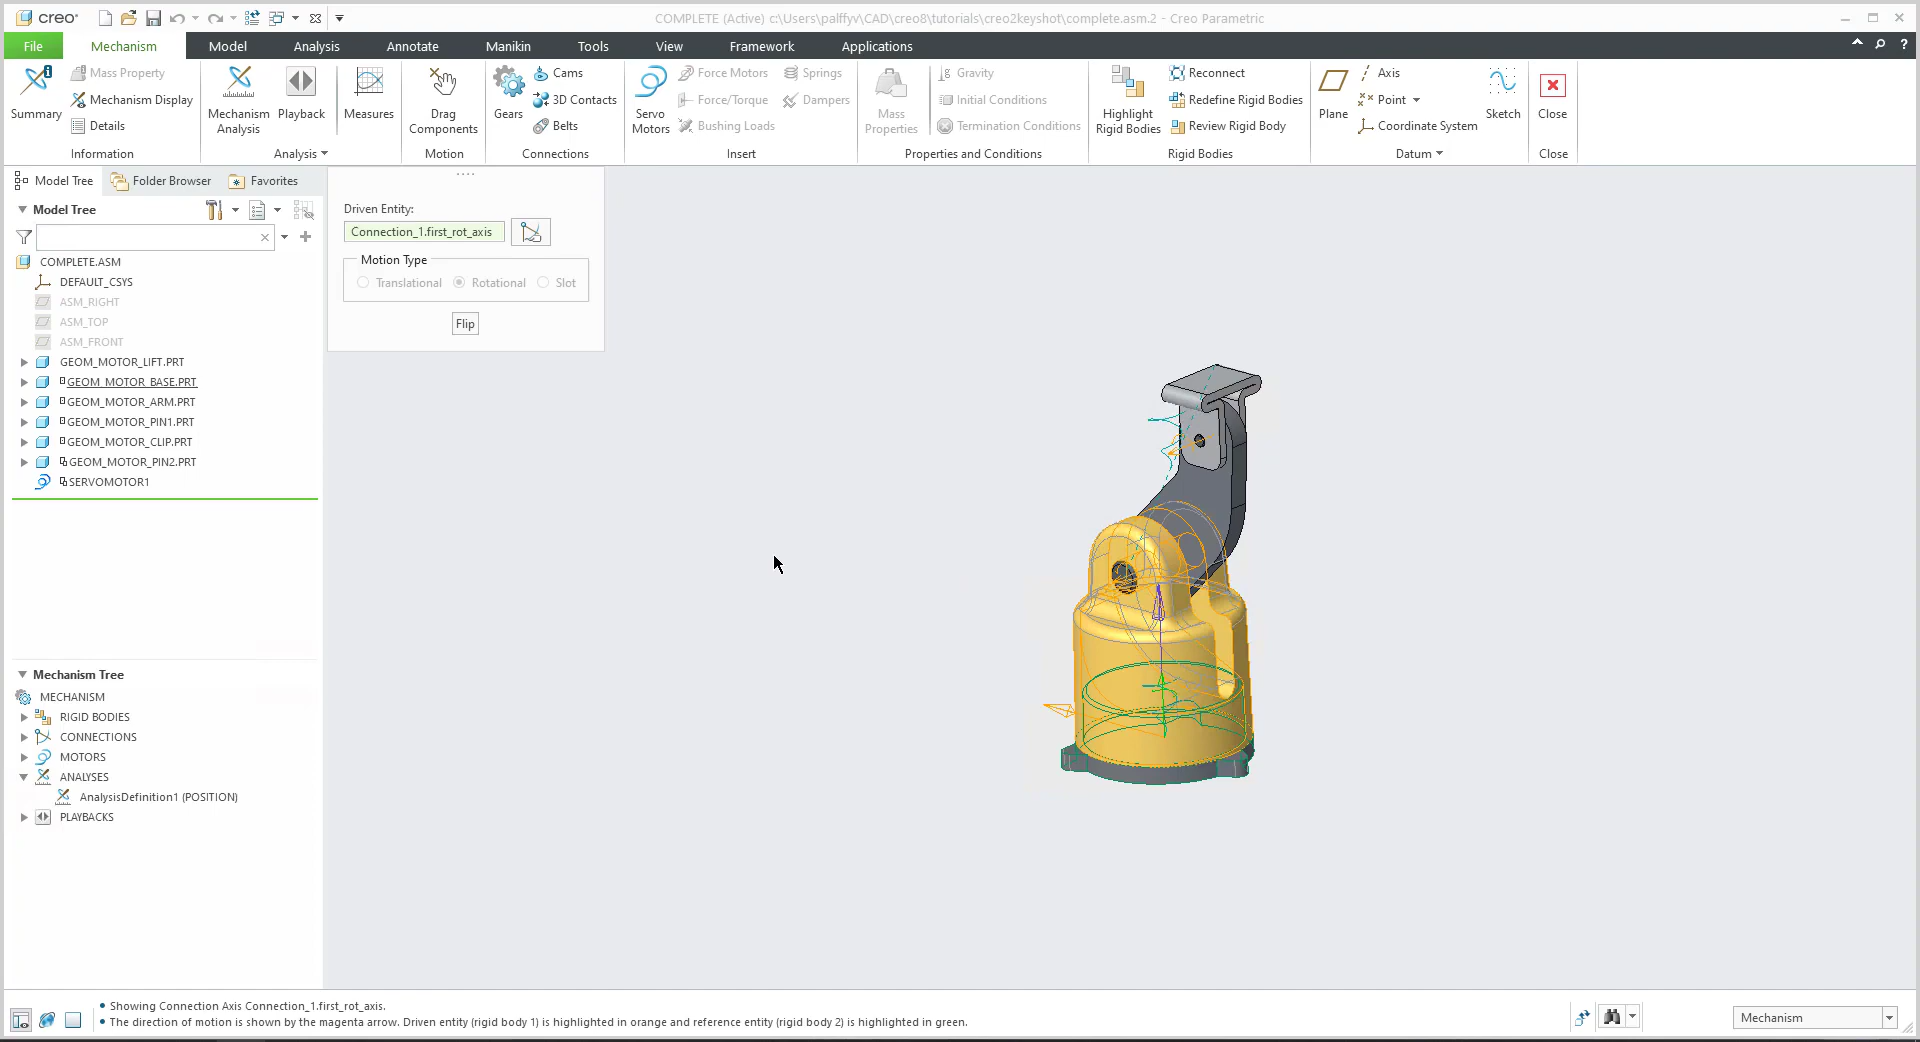 creo
COMPLETE (Active) c:\Users\palffyv\CAD\creo8\tutorials\creo2keyshot\complete.asm.2 - Creo Parametric
File Mechanism Model Analysis Annotate Manikin Tools View Framework Applications
Summary
Mass Property
Mechanism Display
Details
Information
Mechanism Analysis
Playback
Measures
Analysis
Drag Components
Motion
Gears
Cams
3D Contacts
Belts
Connections
Servo Motors
Force Motors
Force/Torque
Bushing Loads
Springs
Dampers
Insert
Mass Properties
Gravity
Initial Conditions
Termination Conditions
Properties and Conditions
Highlight Rigid Bodies
Reconnect
Redefine Rigid Bodies
Review Rigid Body
Rigid Bodies
Plane
Axis
Point
Coordinate System
Sketch
Datum
Close
Close
Model Tree Folder Browser Favorites
Model Tree
COMPLETE.ASM
DEFAULT_CSYS
ASM_RIGHT
ASM_TOP
ASM_FRONT
GEOM_MOTOR_LIFT.PRT
GEOM_MOTOR_BASE.PRT
GEOM_MOTOR_ARM.PRT
GEOM_MOTOR_PIN1.PRT
GEOM_MOTOR_CLIP.PRT
GEOM_MOTOR_PIN2.PRT
SERVOMOTOR1
Driven Entity:
Connection_1.first_rot_axis
Motion Type
Translational Rotational Slot
Flip
Mechanism Tree
MECHANISM
RIGID BODIES
CONNECTIONS
MOTORS
ANALYSES
AnalysisDefinition1 (POSITION)
PLAYBACKS
• Showing Connection Axis Connection_1.first_rot_axis.
• The direction of motion is shown by the magenta arrow. Driven entity (rigid body 1) is highlighted in orange and reference entity (rigid body 2) is highlighted in green.
Mechanism